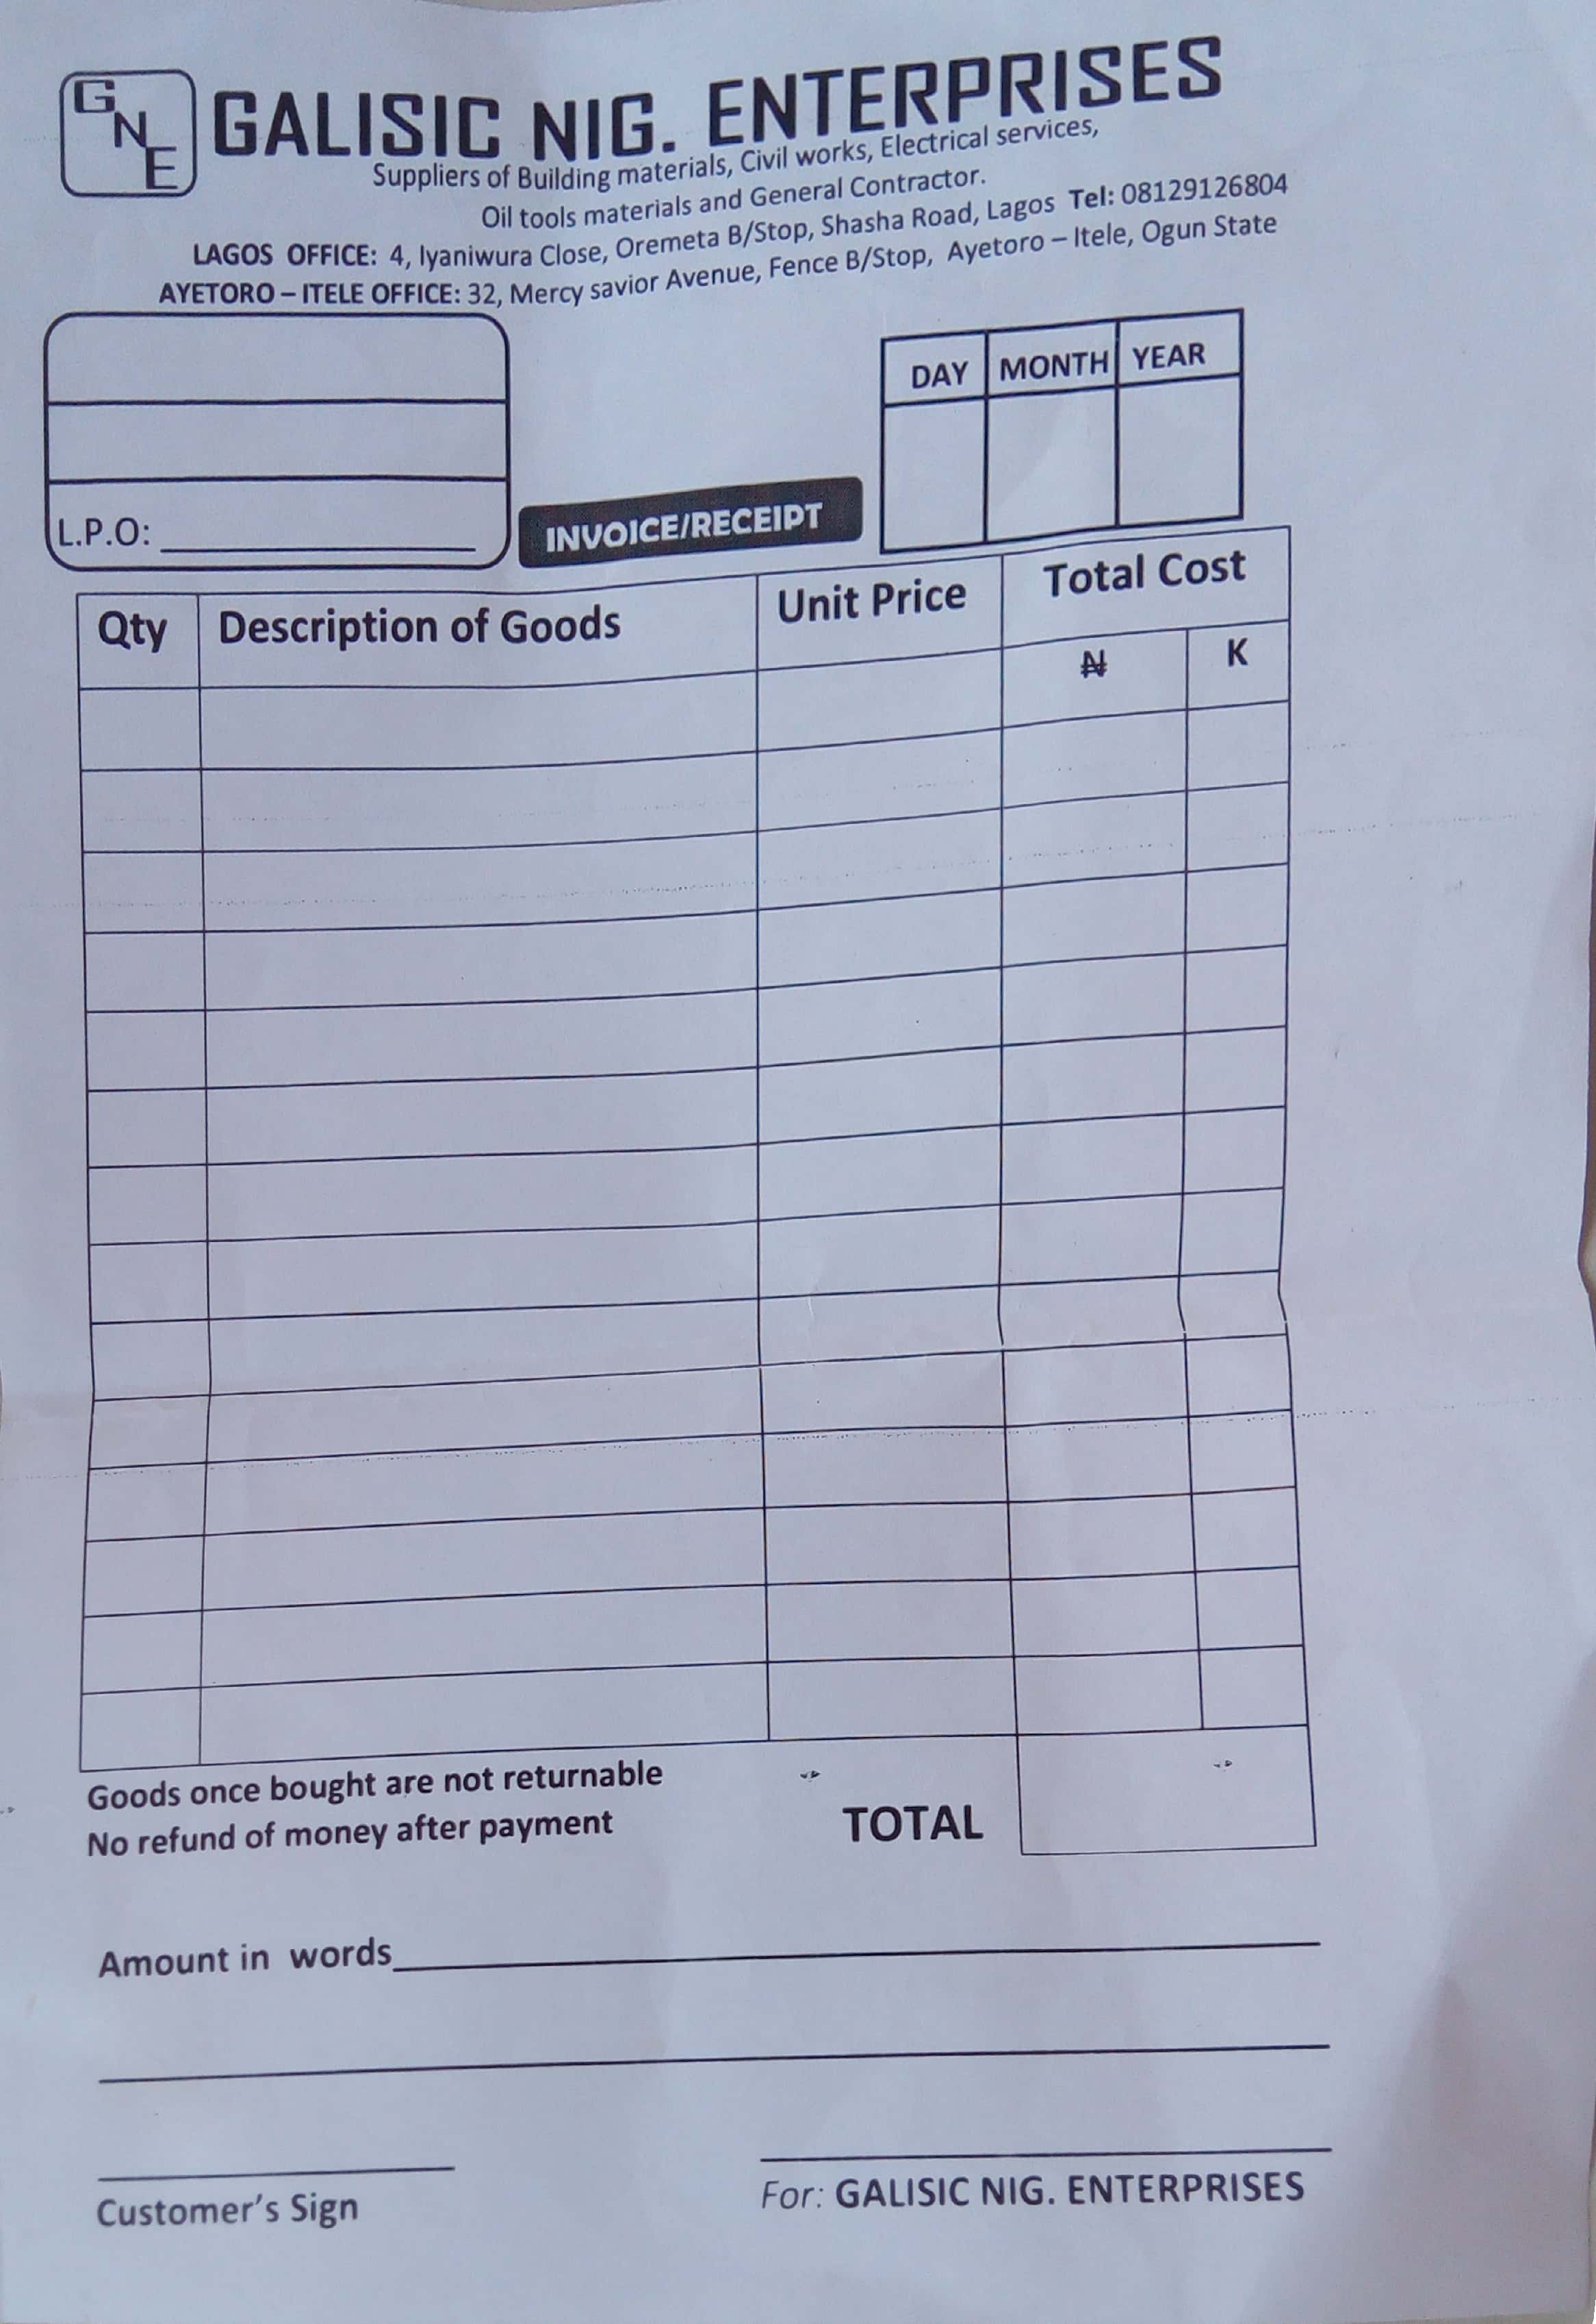 GNE
GALISIC NIG. ENTERPRISES
Suppliers of Building materials, Civil works, Electrical services,
Oil tools materials and General Contractor.
LAGOS OFFICE: 4, Iyaniwura Close, Oremeta B/Stop, Shasha Road, Lagos Tel: 08129126804
AYETORO – ITELE OFFICE: 32, Mercy savior Avenue, Fence B/Stop, Ayetoro – Itele, Ogun State
DAY MONTH YEAR
L.P.O:
INVOICE/RECEIPT
Qty Description of Goods Unit Price Total Cost
₦ K
Goods once bought are not returnable
No refund of money after payment
TOTAL
Amount in words
Customer's Sign
For: GALISIC NIG. ENTERPRISES